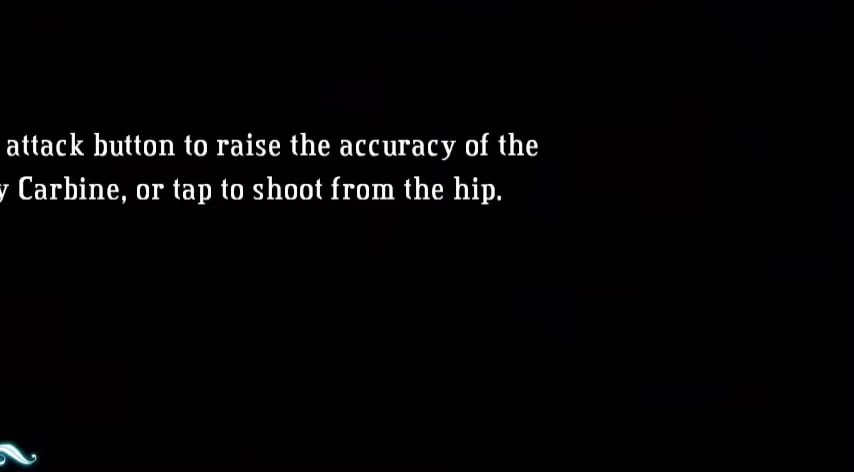 attack button to raise the accuracy of the
y Carbine, or tap to shoot from the hip.